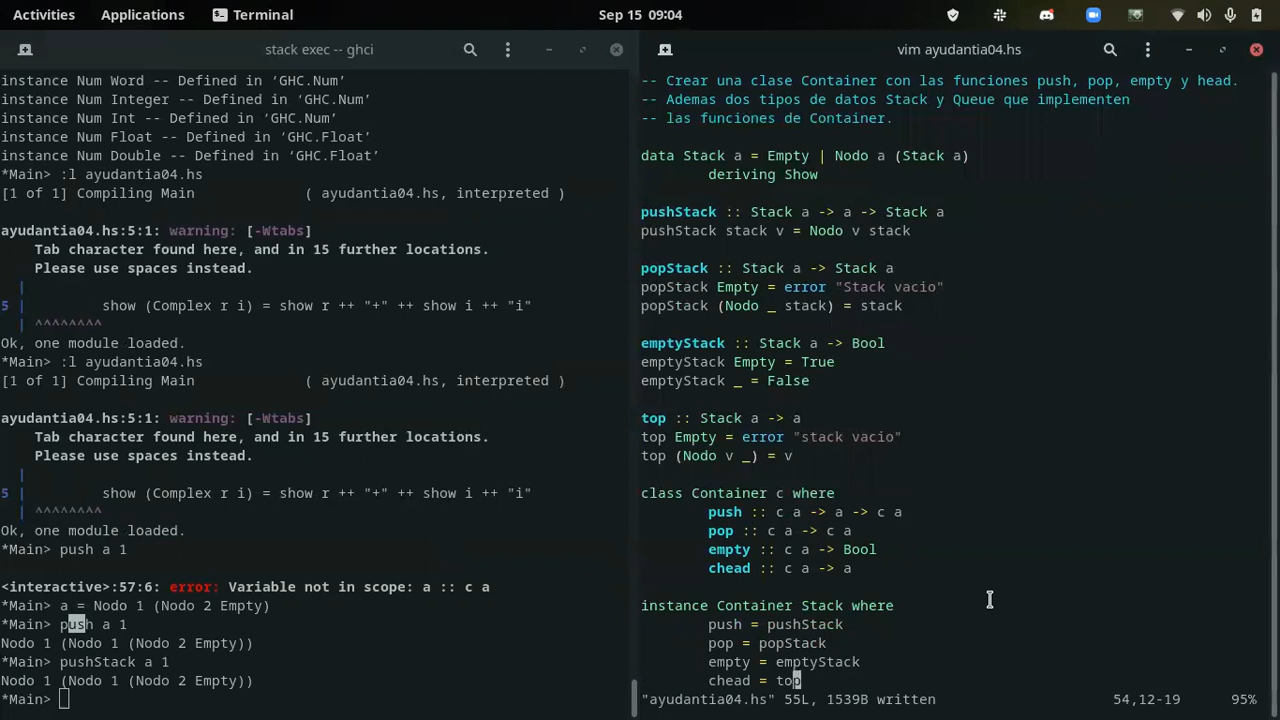 Activities Applications Terminal Sep 15 09:04
stack exec -- ghci
instance Num Word -- Defined in ‘GHC.Num’
instance Num Integer -- Defined in ‘GHC.Num’
instance Num Int -- Defined in ‘GHC.Num’
instance Num Float -- Defined in ‘GHC.Float’
instance Num Double -- Defined in ‘GHC.Float’
*Main> :l ayudantia04.hs
[1 of 1] Compiling Main             ( ayudantia04.hs, interpreted )
ayudantia04.hs:5:1: warning: [-Wtabs]
    Tab character found here, and in 15 further locations.
    Please use spaces instead.
  |
5 |         show (Complex r i) = show r ++ "+" ++ show i ++ "i"
  | ^^^^^^^^
Ok, one module loaded.
*Main> :l ayudantia04.hs
[1 of 1] Compiling Main             ( ayudantia04.hs, interpreted )
ayudantia04.hs:5:1: warning: [-Wtabs]
    Tab character found here, and in 15 further locations.
    Please use spaces instead.
  |
5 |         show (Complex r i) = show r ++ "+" ++ show i ++ "i"
  | ^^^^^^^^
Ok, one module loaded.
*Main> push a 1
<interactive>:57:6: error: Variable not in scope: a :: c a
*Main> a = Nodo 1 (Nodo 2 Empty)
*Main> push a 1
Nodo 1 (Nodo 1 (Nodo 2 Empty))
*Main> pushStack a 1
Nodo 1 (Nodo 1 (Nodo 2 Empty))
*Main>
vim ayudantia04.hs
-- Crear una clase Container con las funciones push, pop, empty y head.
-- Ademas dos tipos de datos Stack y Queue que implementen
-- las funciones de Container.
data Stack a = Empty | Nodo a (Stack a)
        deriving Show
pushStack :: Stack a -> a -> Stack a
pushStack stack v = Nodo v stack
popStack :: Stack a -> Stack a
popStack Empty = error "Stack vacio"
popStack (Nodo _ stack) = stack
emptyStack :: Stack a -> Bool
emptyStack Empty = True
emptyStack _ = False
top :: Stack a -> a
top Empty = error "stack vacio"
top (Nodo v _) = v
class Container c where
        push :: c a -> a -> c a
        pop :: c a -> c a
        empty :: c a -> Bool
        chead :: c a -> a
instance Container Stack where
        push = pushStack
        pop = popStack
        empty = emptyStack
        chead = top
"ayudantia04.hs" 55L, 1539B written                     54,12-19      95%